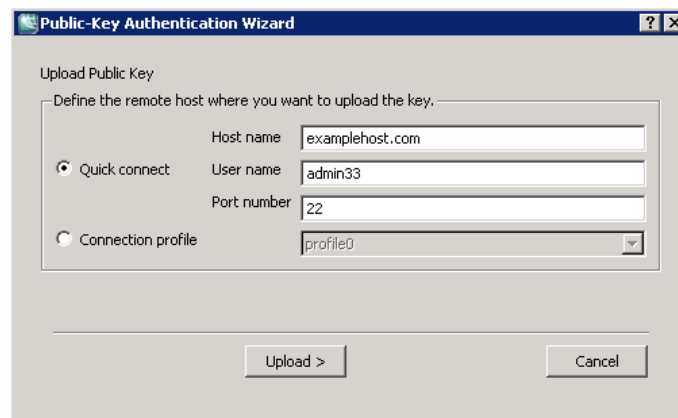 Public-Key Authentication Wizard
Upload Public Key
Define the remote host where you want to upload the key.
Host name examplehost.com
Quick connect User name admin33
Port number 22
Connection profile profile0
Upload > Cancel